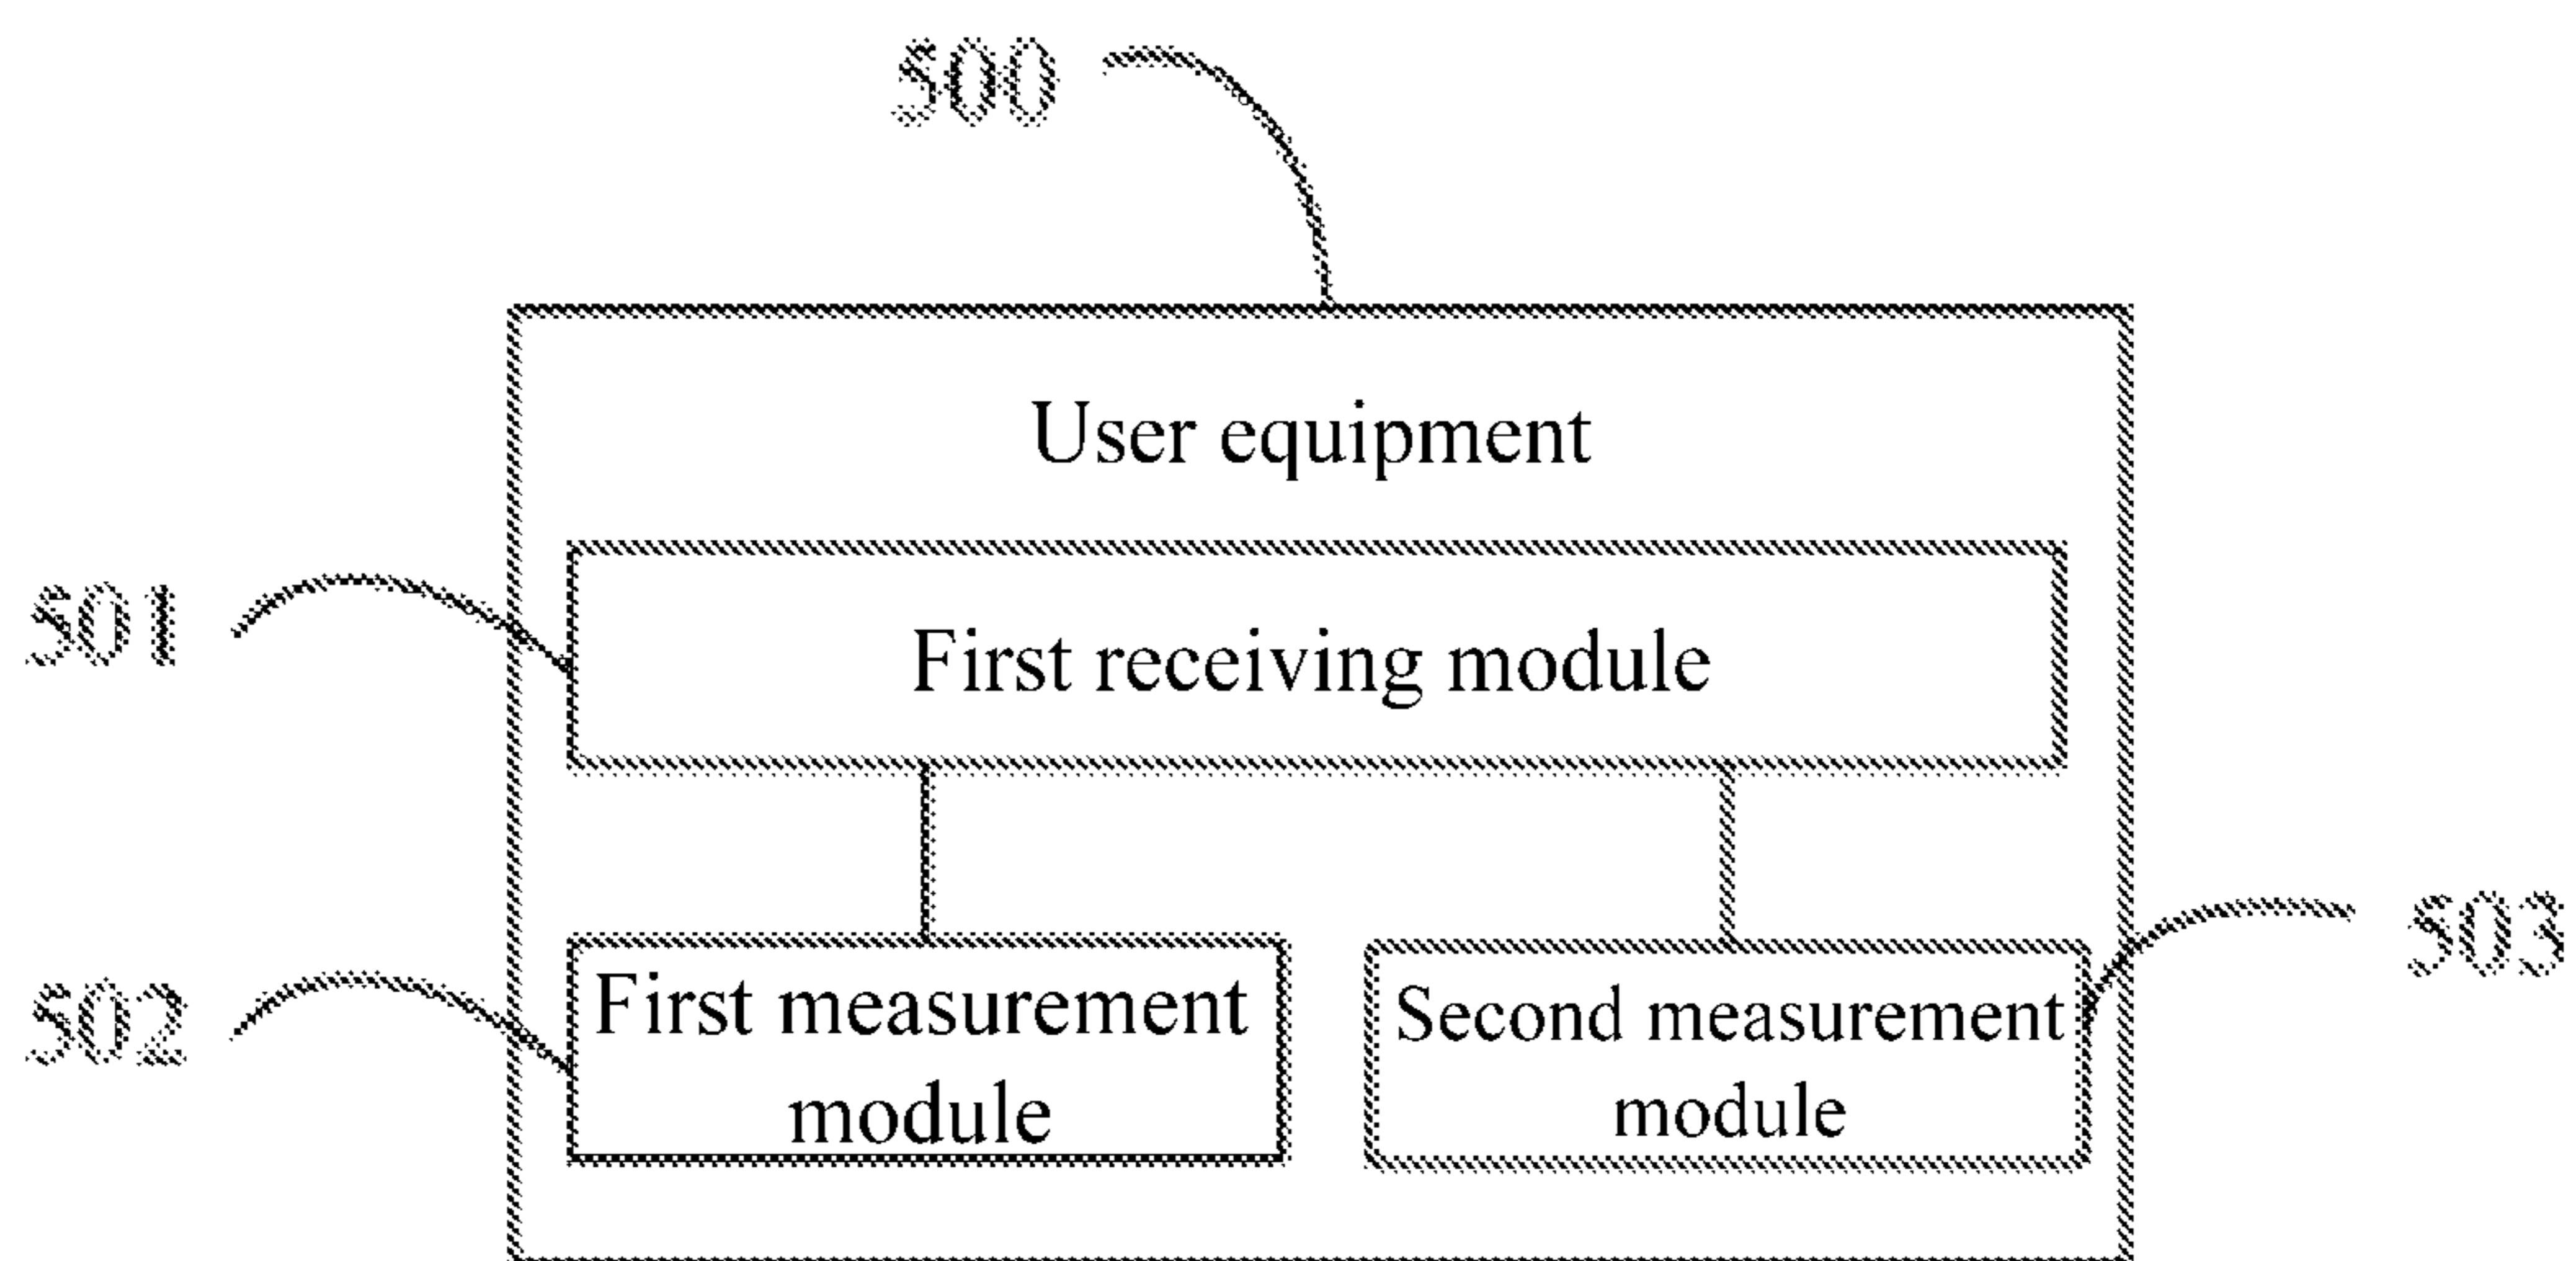 500
User equipment
501
First receiving module
502
First measurement
module
Second measurement
module
503